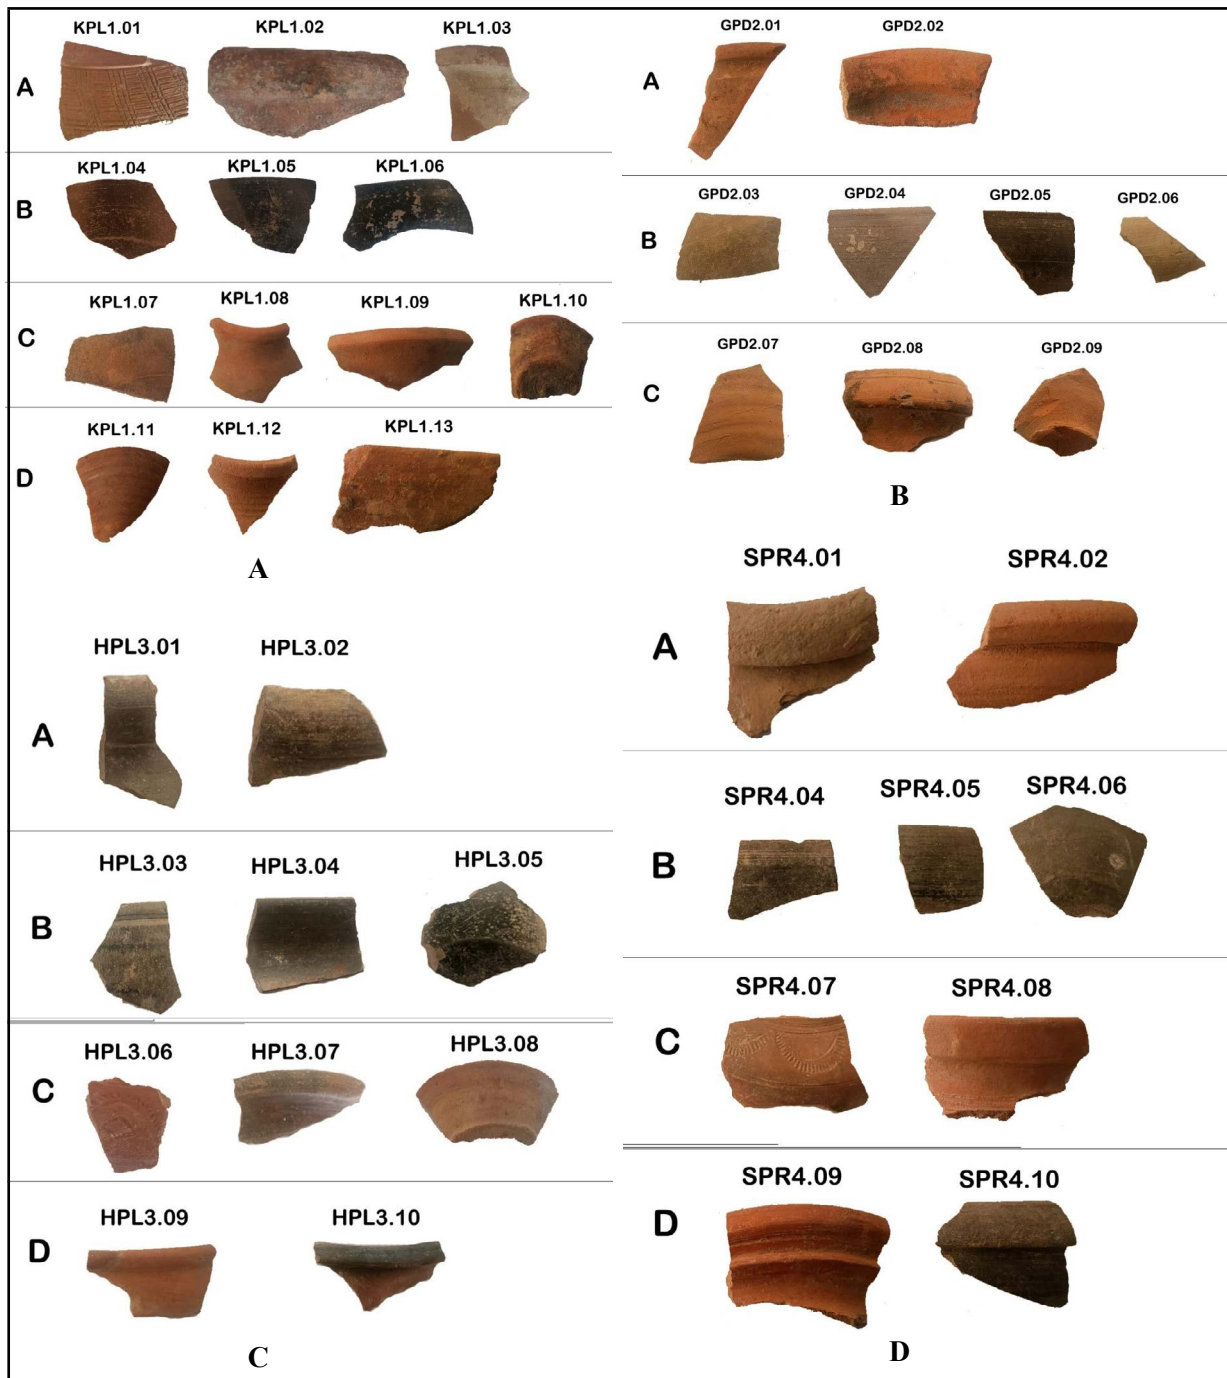 KPL1.01 KPL1.02 KPL1.03
A
KPL1.04 KPL1.05 KPL1.06
B
KPL1.07 KPL1.08 KPL1.09 KPL1.10
C
KPL1.11 KPL1.12 KPL1.13
D
A
GPD2.01 GPD2.02
A
GPD2.03 GPD2.04 GPD2.05 GPD2.06
B
GPD2.07 GPD2.08 GPD2.09
C
B
HPL3.01 HPL3.02
A
HPL3.03 HPL3.04 HPL3.05
B
HPL3.06 HPL3.07 HPL3.08
C
HPL3.09 HPL3.10
D
C
SPR4.01 SPR4.02
A
SPR4.04 SPR4.05 SPR4.06
B
SPR4.07 SPR4.08
C
SPR4.09 SPR4.10
D
D